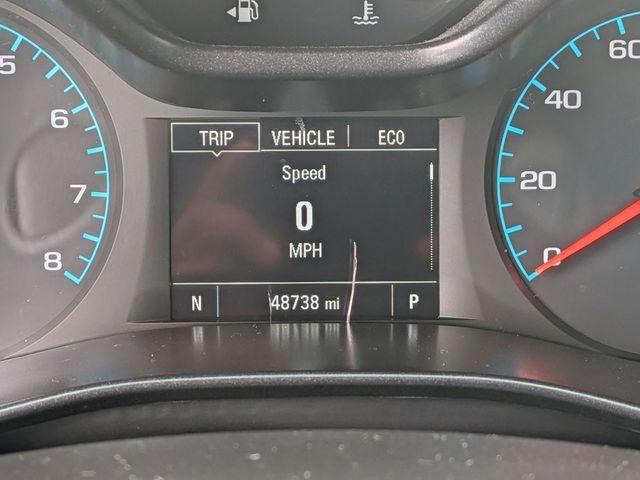 5
6
7
8
TRIP VEHICLE ECO
Speed
0
MPH
N 48738 mi P
60
40
20
0